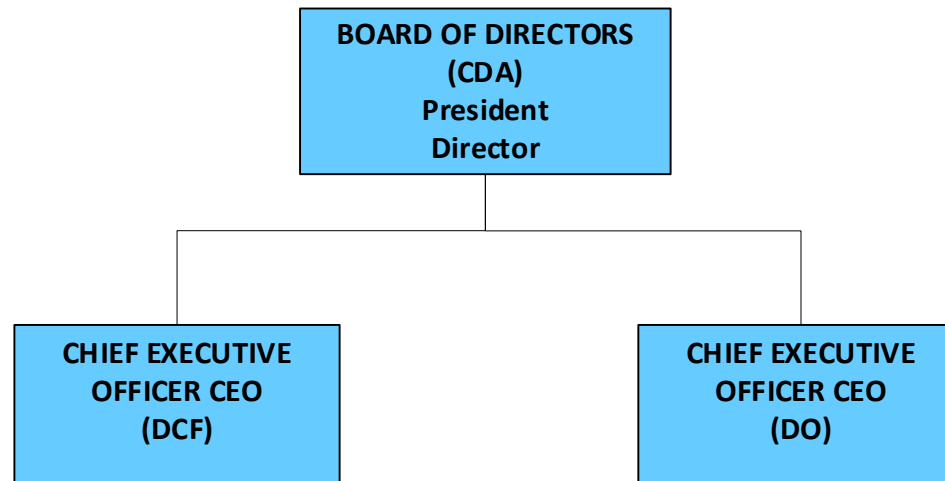 BOARD OF DIRECTORS
(CDA)
President
Director
CHIEF EXECUTIVE
OFFICER CEO
(DCF)
CHIEF EXECUTIVE
OFFICER CEO
(DO)